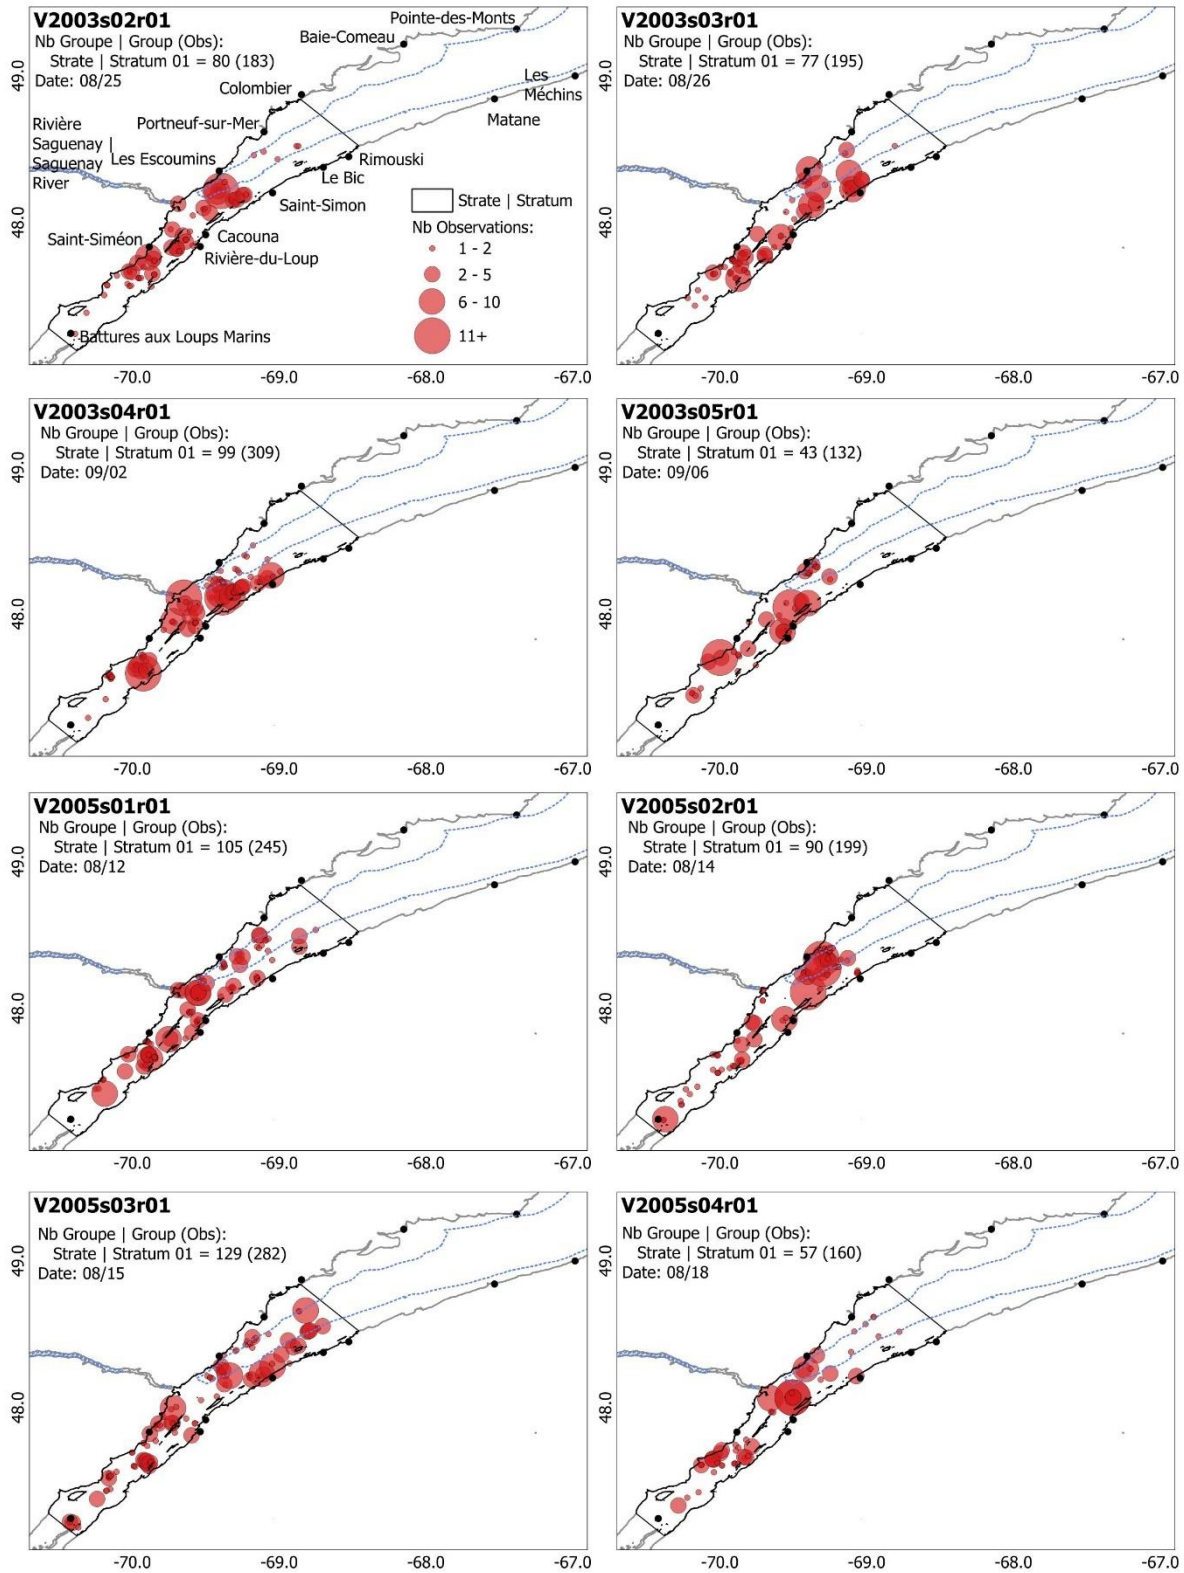 V2003s02r01
Nb Groupe | Group (Obs):
Strate | Stratum 01 = 80 (183)
Date: 08/25
Pointe-des-Monts
Baie-Comeau
Colombier
Les
Méchins
Matane
Portneuf-sur-Mer
Rivière
Saguenay |
Saguenay
River
Les Escoumins
Rimouski
Le Bic
Saint-Simon
Saint-Siméon
Cacouna
Rivière-du-Loup
Battures aux Loups Marins
Strate | Stratum
Nb Observations:
1 - 2
2 - 5
6 - 10
11+
49.0
48.0
-70.0 -69.0 -68.0 -67.0
V2003s03r01
Nb Groupe | Group (Obs):
Strate | Stratum 01 = 77 (195)
Date: 08/26
49.0
48.0
-70.0 -69.0 -68.0 -67.0
V2003s04r01
Nb Groupe | Group (Obs):
Strate | Stratum 01 = 99 (309)
Date: 09/02
49.0
48.0
-70.0 -69.0 -68.0 -67.0
V2003s05r01
Nb Groupe | Group (Obs):
Strate | Stratum 01 = 43 (132)
Date: 09/06
49.0
48.0
-70.0 -69.0 -68.0 -67.0
V2005s01r01
Nb Groupe | Group (Obs):
Strate | Stratum 01 = 105 (245)
Date: 08/12
49.0
48.0
-70.0 -69.0 -68.0 -67.0
V2005s02r01
Nb Groupe | Group (Obs):
Strate | Stratum 01 = 90 (199)
Date: 08/14
49.0
48.0
-70.0 -69.0 -68.0 -67.0
V2005s03r01
Nb Groupe | Group (Obs):
Strate | Stratum 01 = 129 (282)
Date: 08/15
49.0
48.0
-70.0 -69.0 -68.0 -67.0
V2005s04r01
Nb Groupe | Group (Obs):
Strate | Stratum 01 = 57 (160)
Date: 08/18
49.0
48.0
-70.0 -69.0 -68.0 -67.0